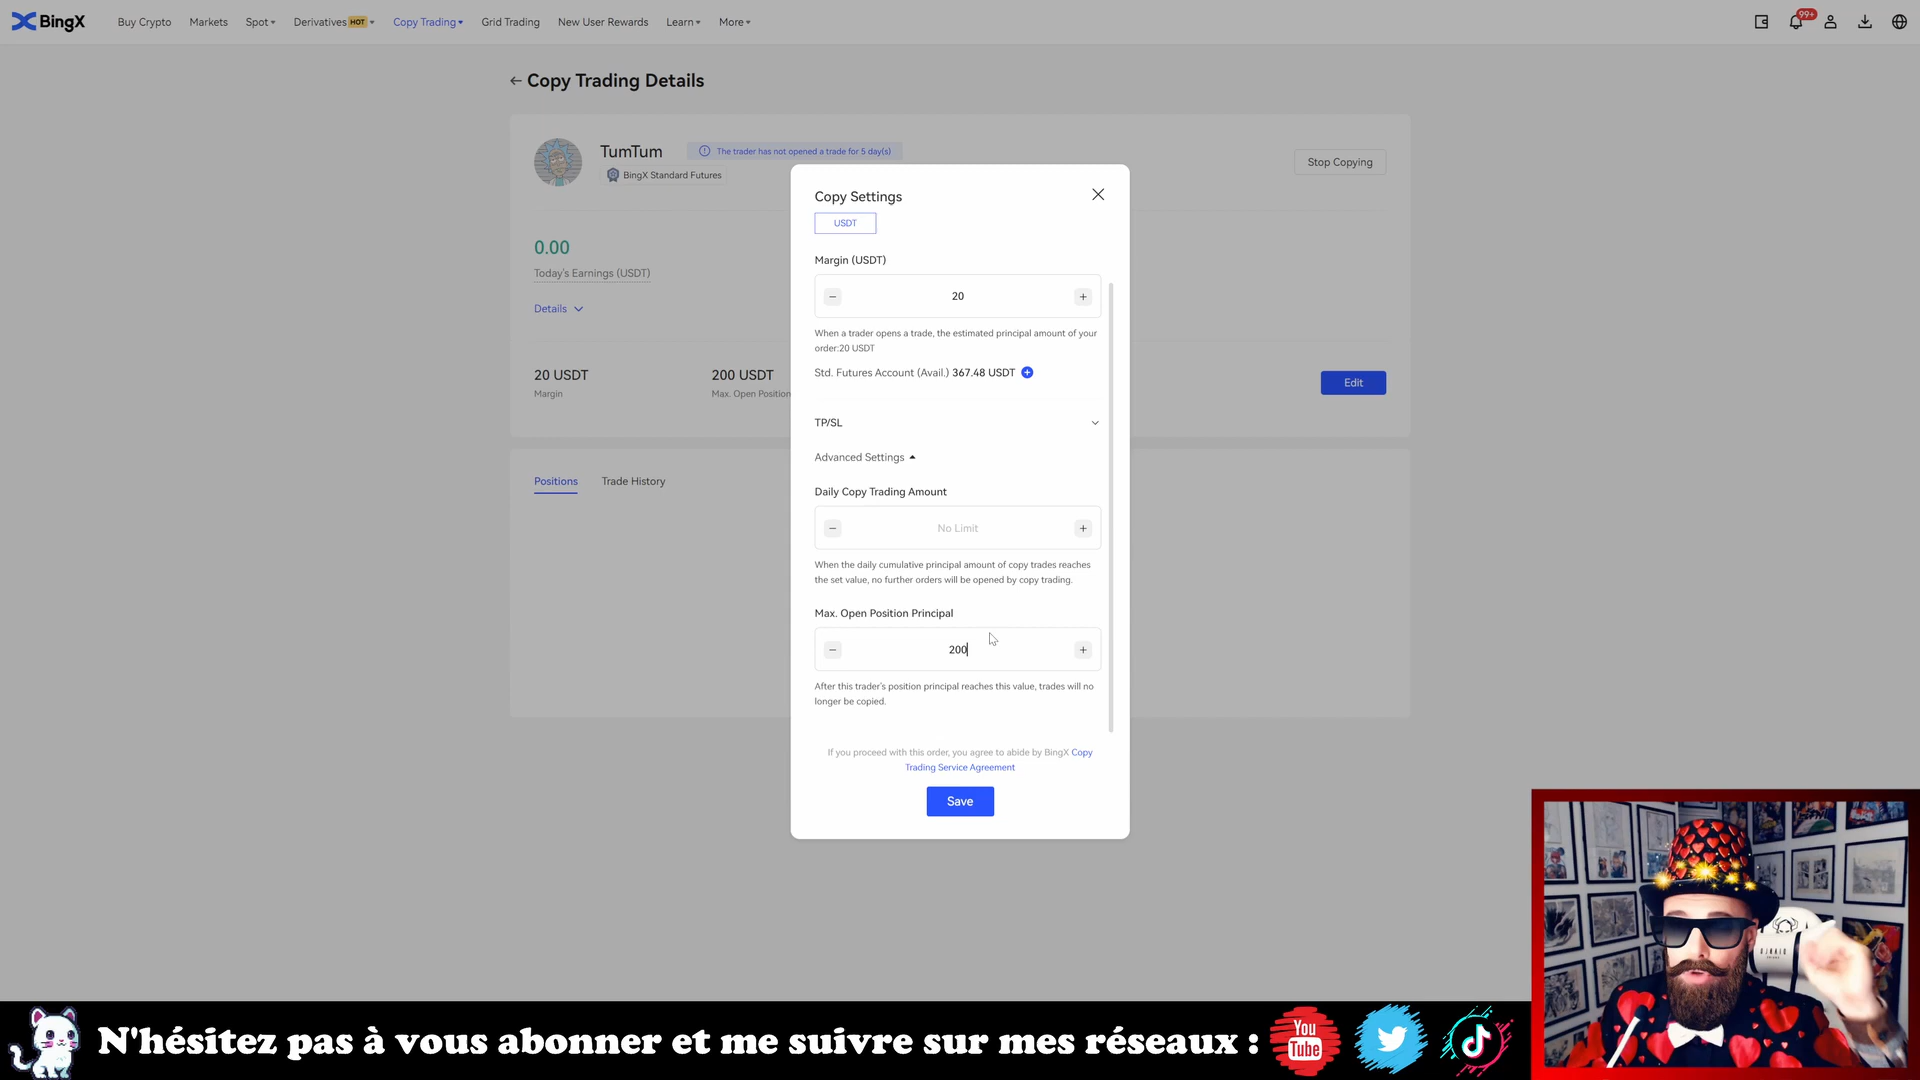 BingX
Buy Crypto
Markets
Spot
Derivatives HOT
Copy Trading
Grid Trading
New User Rewards
Learn
More
99+
Copy Trading Details
TumTum
The trader has not opened a trade for 5 day(s)
BingX Standard Futures
Stop Copying
0.00
Today's Earnings (USDT)
Details
20 USDT
Margin
200 USDT
Max. Open Position
Edit
Positions
Trade History
Copy Settings
USDT
Margin (USDT)
20
When a trader opens a trade, the estimated principal amount of your
order:20 USDT
Std. Futures Account (Avail.) 367.48 USDT
TP/SL
Advanced Settings
Daily Copy Trading Amount
No Limit
When the daily cumulative principal amount of copy trades reaches
the set value, no further orders will be opened by copy trading.
Max. Open Position Principal
200
After this trader's position principal reaches this value, trades will no
longer be copied.
If you proceed with this order, you agree to abide by BingX Copy
Trading Service Agreement
Save
N'hésitez pas à vous abonner et me suivre sur mes réseaux :
You
Tube